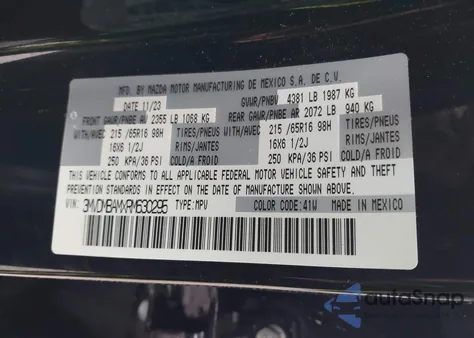 MFD. BY MAZDA MOTOR MANUFACTURING DE MEXICO S.A. DE C.V.
DATE 11/23 GVWR/PNBV 4381 LB 1987 KG
FRONT GAWR/PNBE AV 2355 LB 1068 KG REAR GAWR/PNBE AR 2072 LB 940 KG
WITH/AVEC 215 /65R16 98H TIRES/PNEUS WITH/AVEC 215 /65R16 98H TIRES/PNEUS
16X6 1/2J RIMS/JANTES 16X6 1/2J RIMS/JANTES
250 KPA/36 PSI COLD/A FROID 250 KPA/36 PSI COLD/A FROID
THIS VEHICLE CONFORMS TO ALL APPLICABLE FEDERAL MOTOR VEHICLE SAFETY AND THEFT
PREVENTION STANDARDS IN EFFECT ON THE DATE OF MANUFACTURE SHOWN ABOVE.
VIN: 3MVDMBAMXRM630295 TYPE:MPV COLOR CODE:41W MADE IN MEXICO
autoSnap